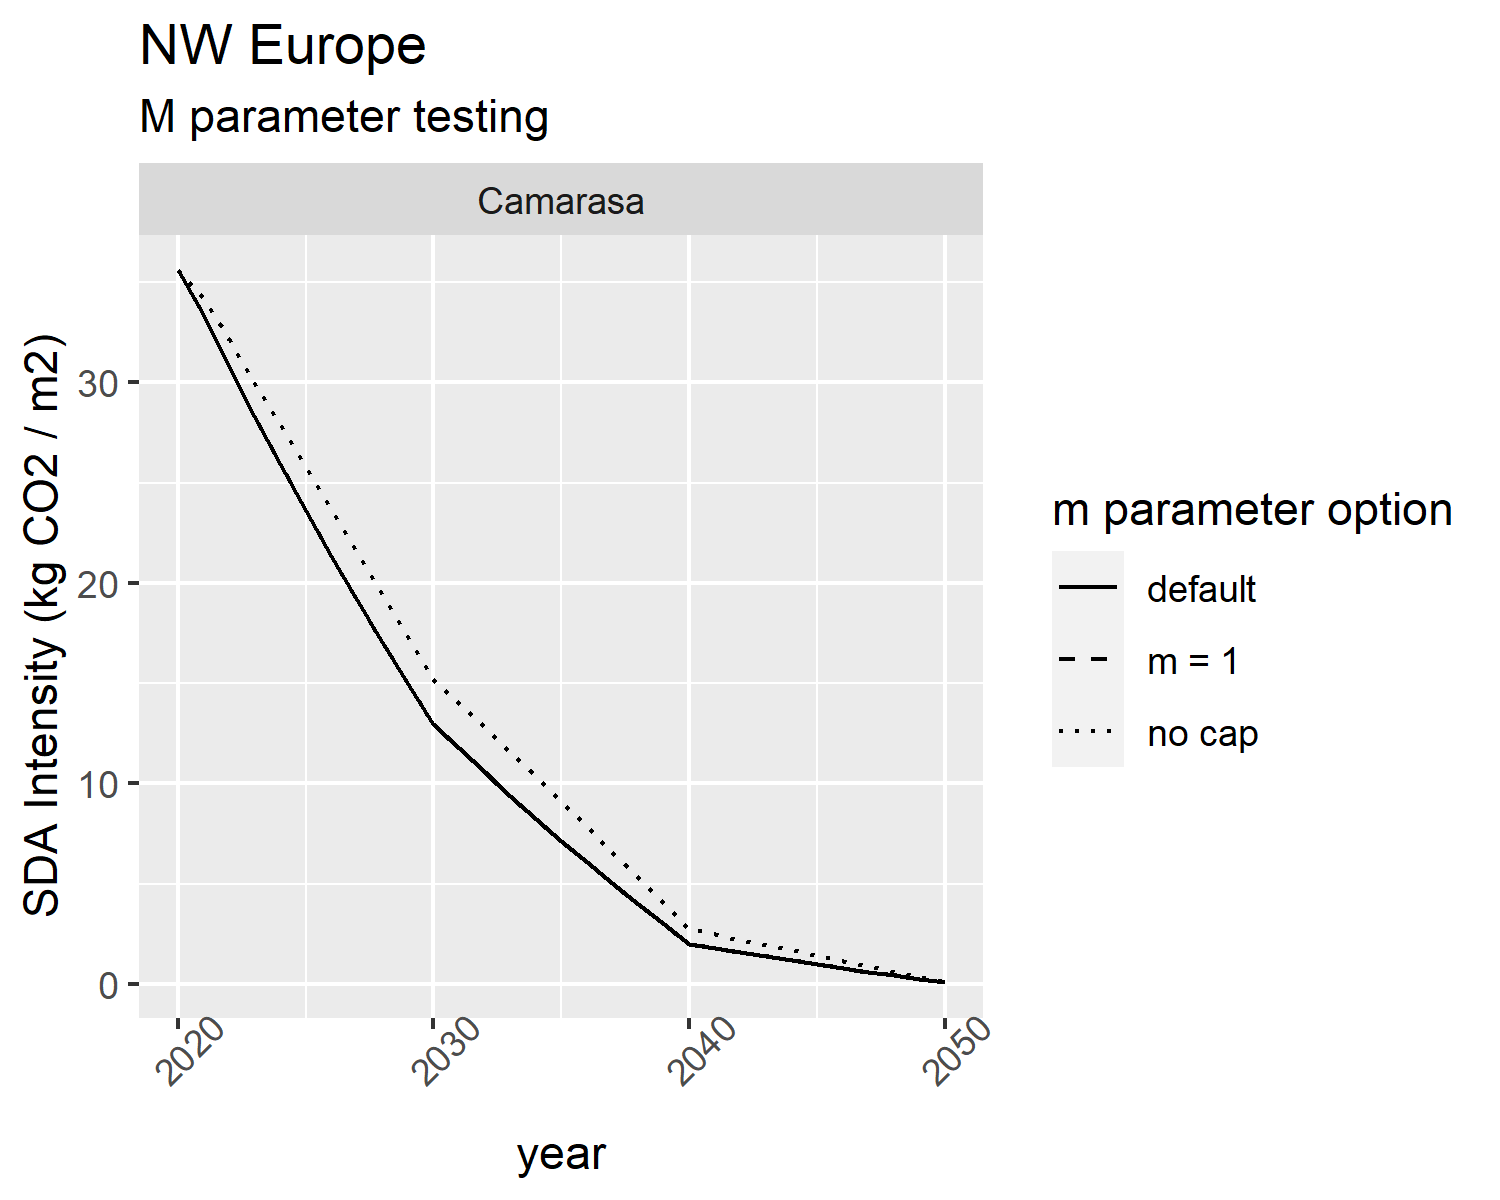 NW Europe
M parameter testing
Camarasa
SDA Intensity (kg CO2 / m2)
30
20
10
0
2020
2030
2040
2050
year
m parameter option
default
m = 1
no cap